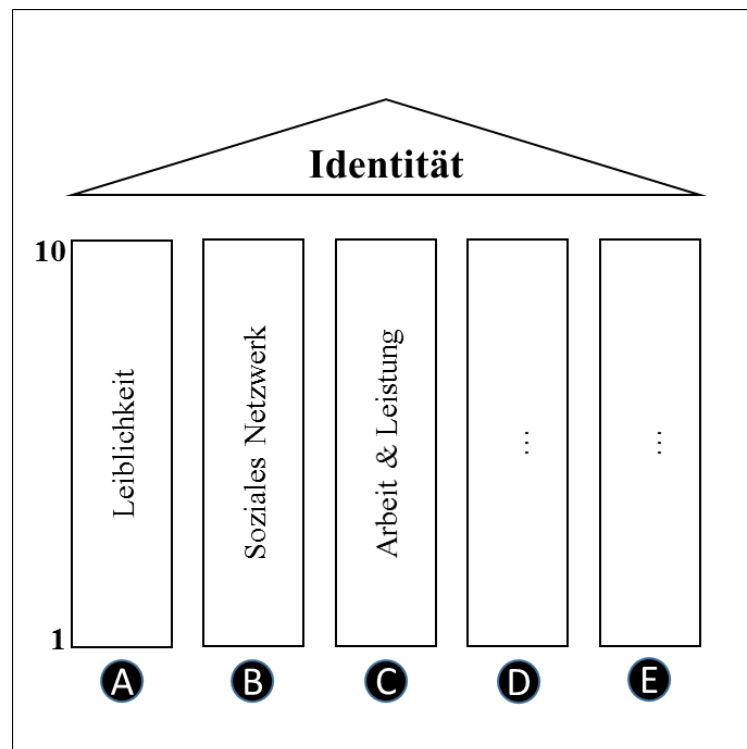 Identität
10
Leiblichkeit
Soziales Netzwerk
Arbeit & Leistung
...
...
1
A
B
C
D
E